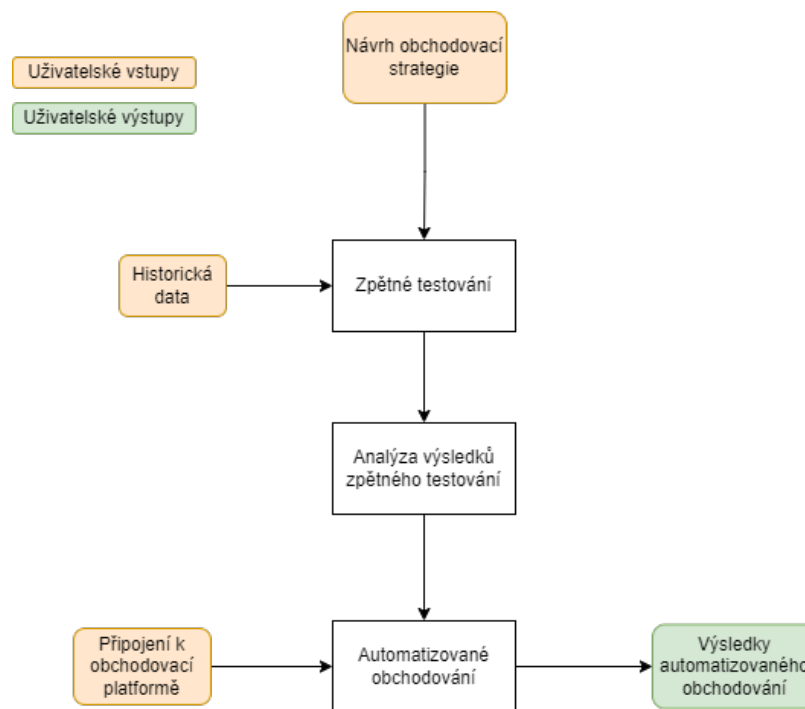 Návrh obchodovací
strategie
Uživatelské vstupy
Uživatelské výstupy
Historická
data
Zpětné testování
Analýza výsledků
zpětného testování
Připojení k
obchodovací
platformě
Automatizované
obchodování
Výsledky
automatizovaného
obchodování